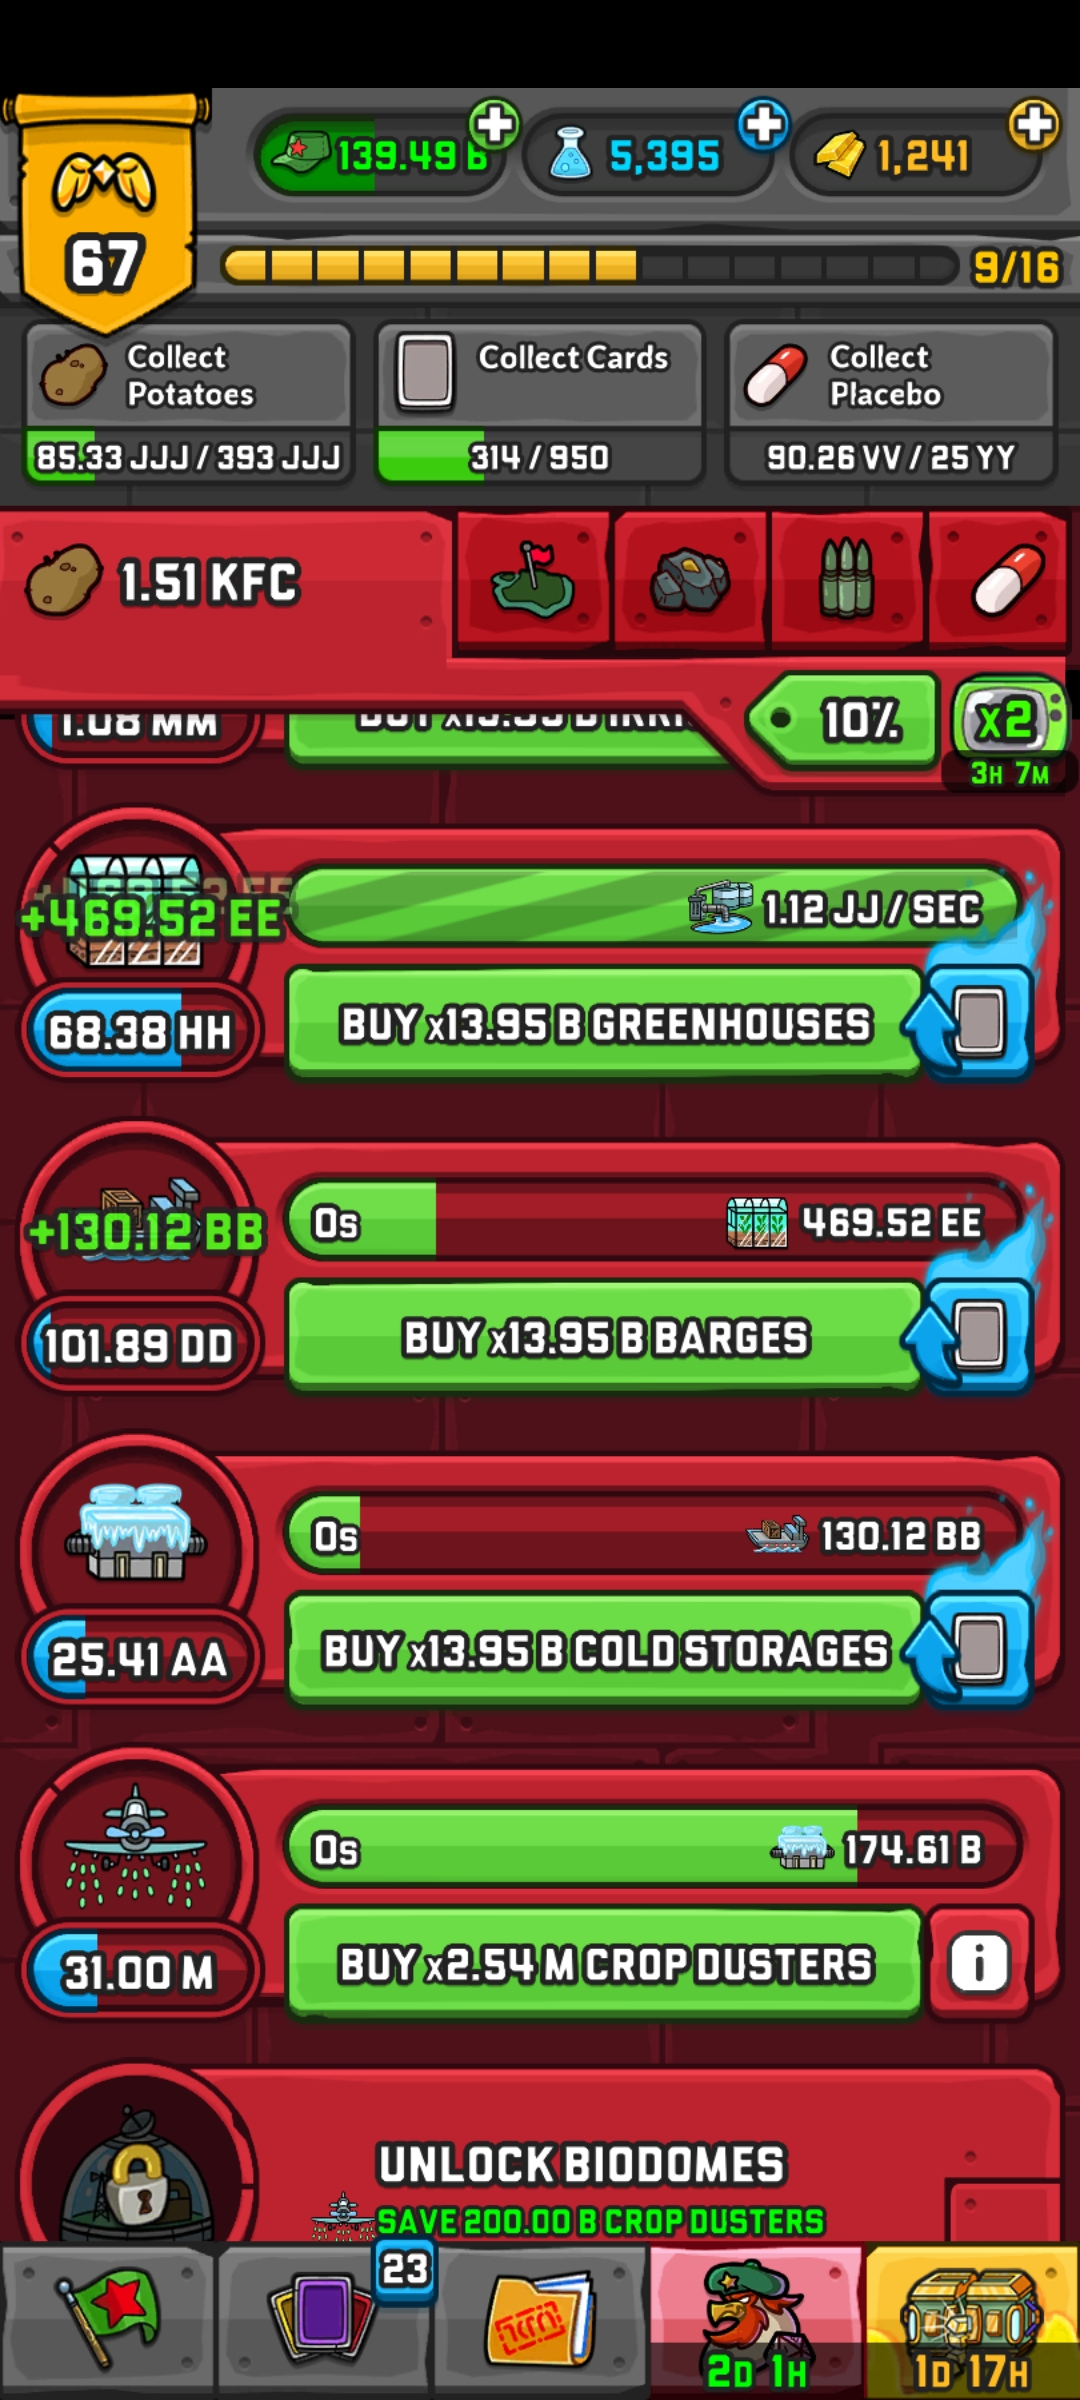 139.49 B
5,395
1,241
67
9/16
Collect Potatoes
85.33 JJJ / 393 JJJ
Collect Cards
314 / 950
Collect Placebo
90.26 VV / 25 YY
1.51 KFC
10%
x2
3H 7M
1.08 MM
+469.52 EE
1.12 JJ / SEC
68.38 HH
BUY x13.95 B GREENHOUSES
+130.12 BB
0s
469.52 EE
101.89 DD
BUY x13.95 B BARGES
0s
130.12 BB
25.41 AA
BUY x13.95 B COLD STORAGES
0s
174.61 B
31.00 M
BUY x2.54 M CROP DUSTERS
i
UNLOCK BIODOMES
SAVE 200.00 B CROP DUSTERS
23
2D 1H
1D 17H